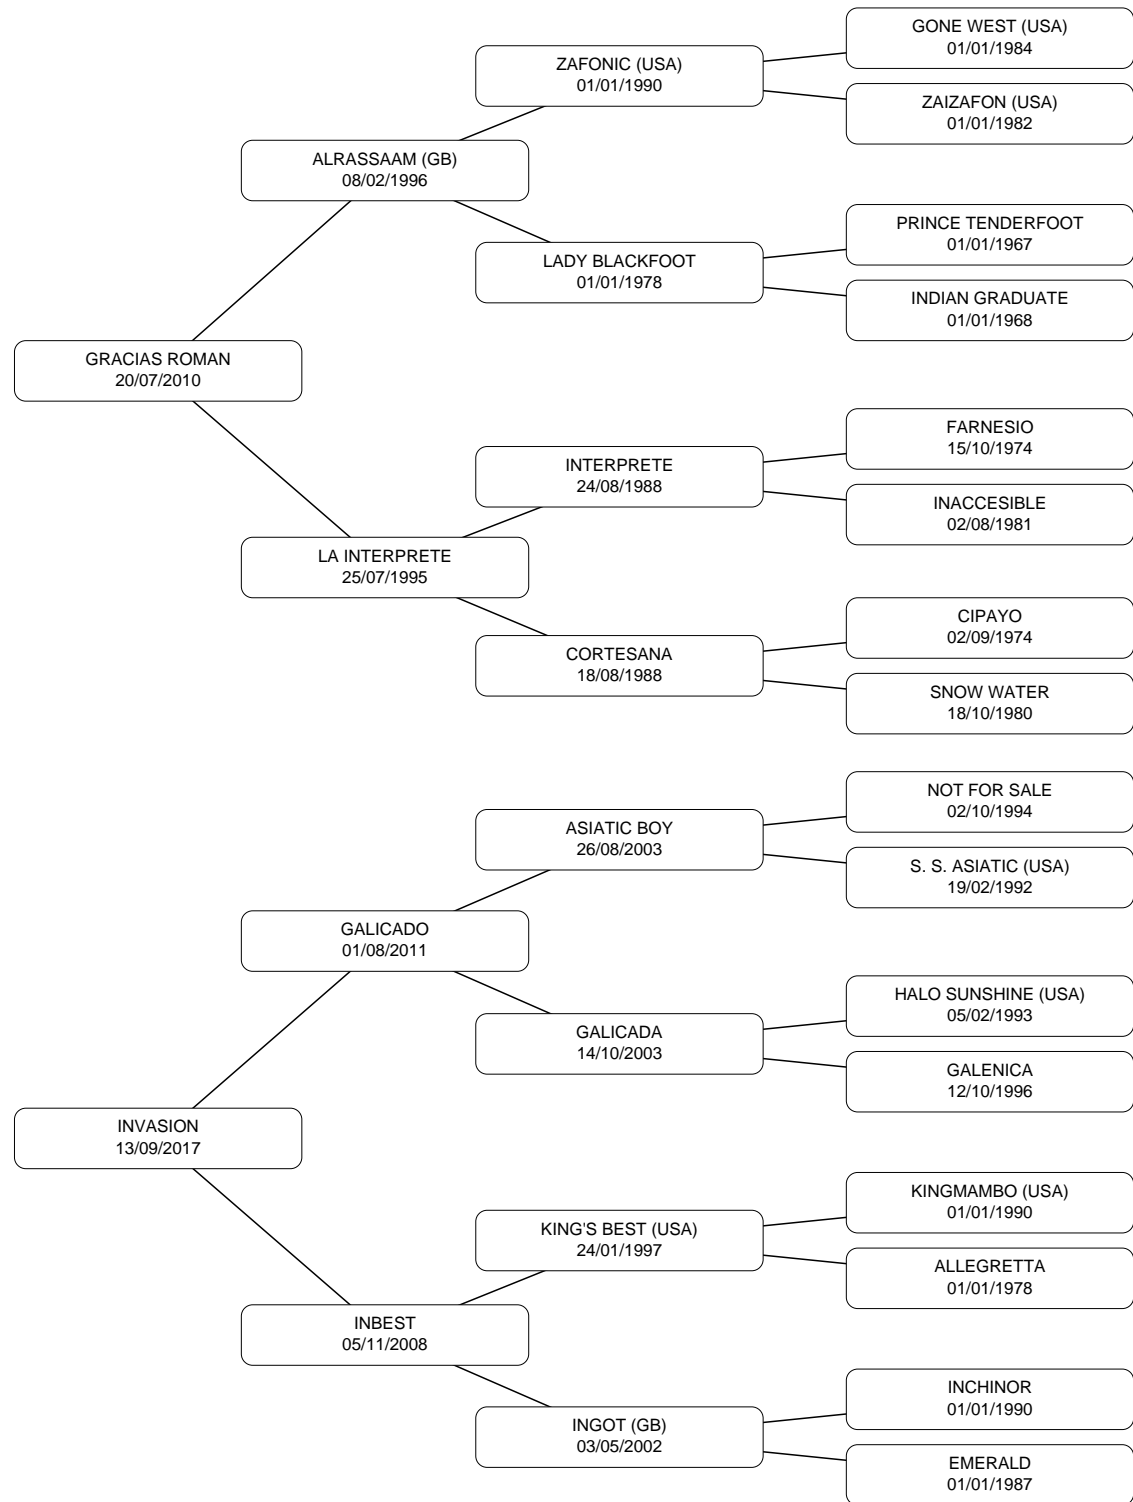 GONE WEST (USA)
01/01/1984
ZAFONIC (USA)
01/01/1990
ZAIZAFON (USA)
01/01/1982
ALRASSAAM (GB)
08/02/1996
PRINCE TENDERFOOT
01/01/1967
LADY BLACKFOOT
01/01/1978
INDIAN GRADUATE
01/01/1968
GRACIAS ROMAN
20/07/2010
FARNESIO
15/10/1974
INTERPRETE
24/08/1988
INACCESIBLE
02/08/1981
LA INTERPRETE
25/07/1995
CIPAYO
02/09/1974
CORTESANA
18/08/1988
SNOW WATER
18/10/1980
NOT FOR SALE
02/10/1994
ASIATIC BOY
26/08/2003
S. S. ASIATIC (USA)
19/02/1992
GALICADO
01/08/2011
HALO SUNSHINE (USA)
05/02/1993
GALICADA
14/10/2003
GALENICA
12/10/1996
INVASION
13/09/2017
KINGMAMBO (USA)
01/01/1990
KING'S BEST (USA)
24/01/1997
ALLEGRETTA
01/01/1978
INBEST
05/11/2008
INCHINOR
01/01/1990
INGOT (GB)
03/05/2002
EMERALD
01/01/1987